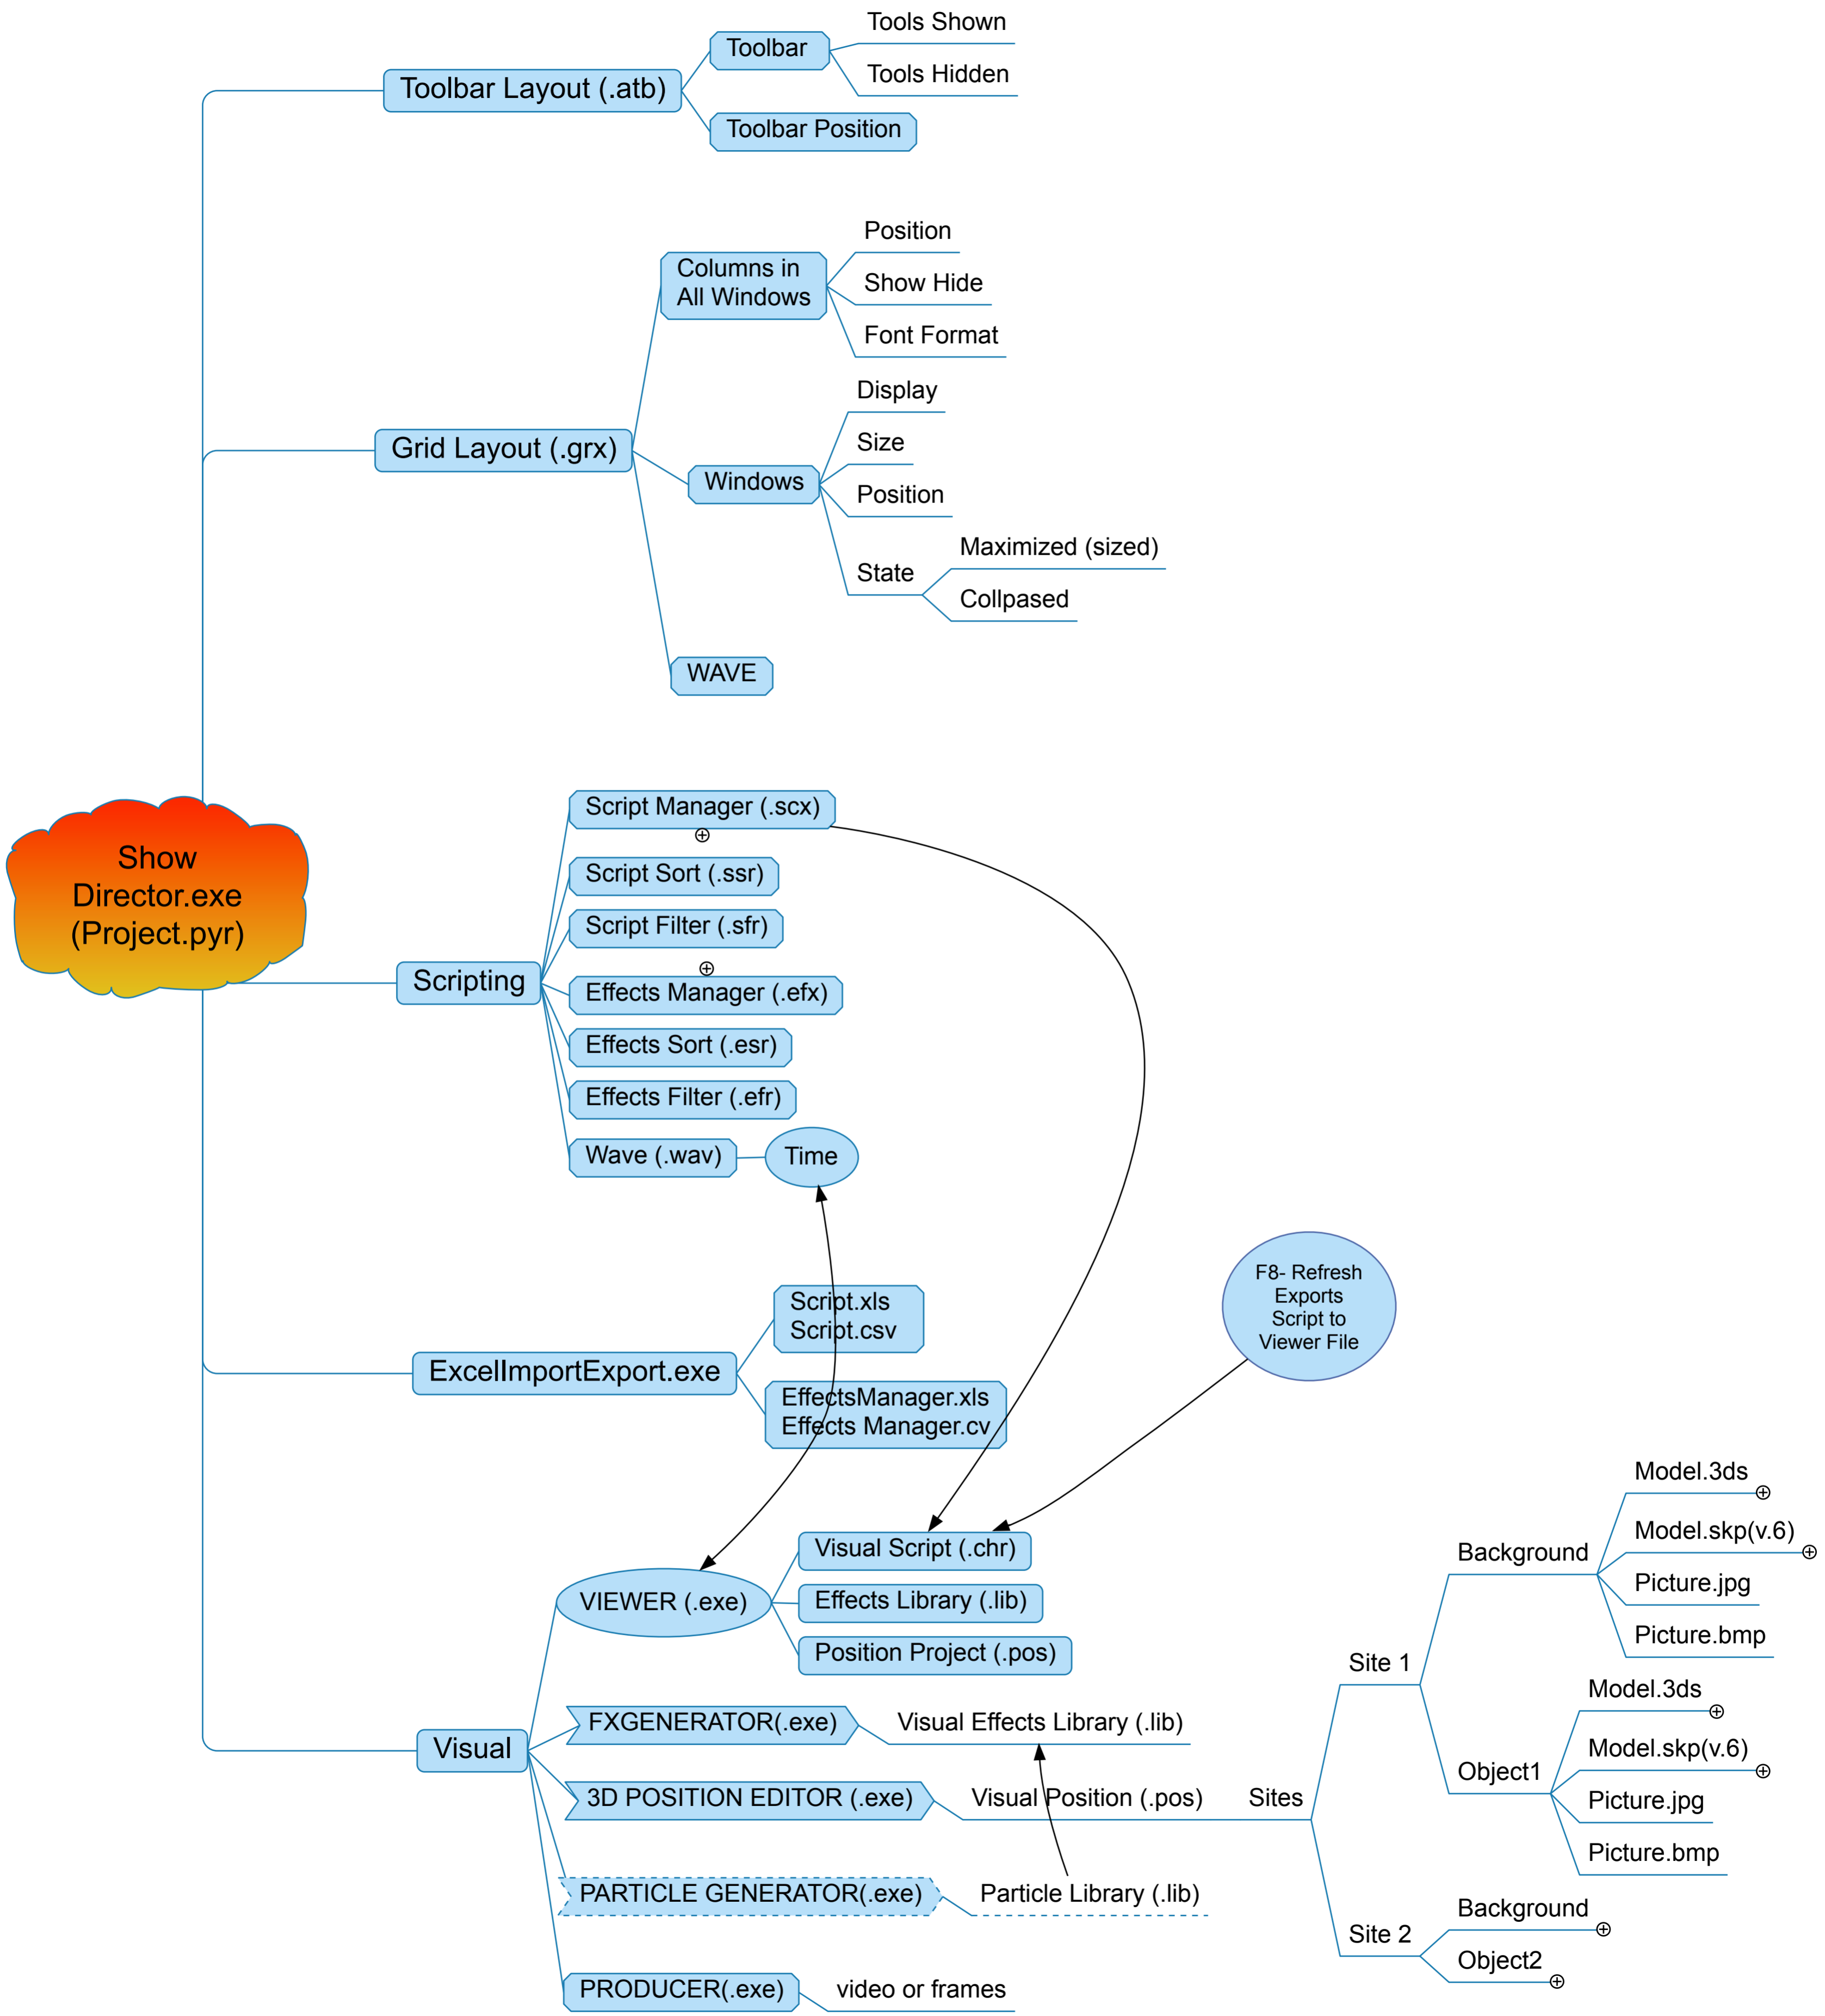 Tools Shown
Toolbar
Tools Hidden
Toolbar Layout (.atb)
Toolbar Position
Position
Columns in
All Windows
Show Hide
Font Format
Display
Grid Layout (.grx)
Size
Windows
Position
Maximized (sized)
State
Collpased
WAVE
Show
Director.exe
(Project.pyr)
Script Manager (.scx)
Script Sort (.ssr)
Script Filter (.sfr)
Scripting
Effects Manager (.efx)
Effects Sort (.esr)
Effects Filter (.efr)
Wave (.wav)
Time
F8- Refresh
Exports
Script to
Viewer File
Script.xls
Script.csv
ExcelImportExport.exe
EffectsManager.xls
Effects Manager.cv
Visual Script (.chr)
VIEWER (.exe)
Effects Library (.lib)
Position Project (.pos)
Visual
FXGENERATOR(.exe)
Visual Effects Library (.lib)
3D POSITION EDITOR (.exe)
Visual Position (.pos)
Sites
Site 1
Background
Model.3ds
Model.skp(v.6)
Picture.jpg
Picture.bmp
Object1
Model.3ds
Model.skp(v.6)
Picture.jpg
Picture.bmp
Site 2
Background
Object2
PARTICLE GENERATOR(.exe)
Particle Library (.lib)
PRODUCER(.exe)
video or frames